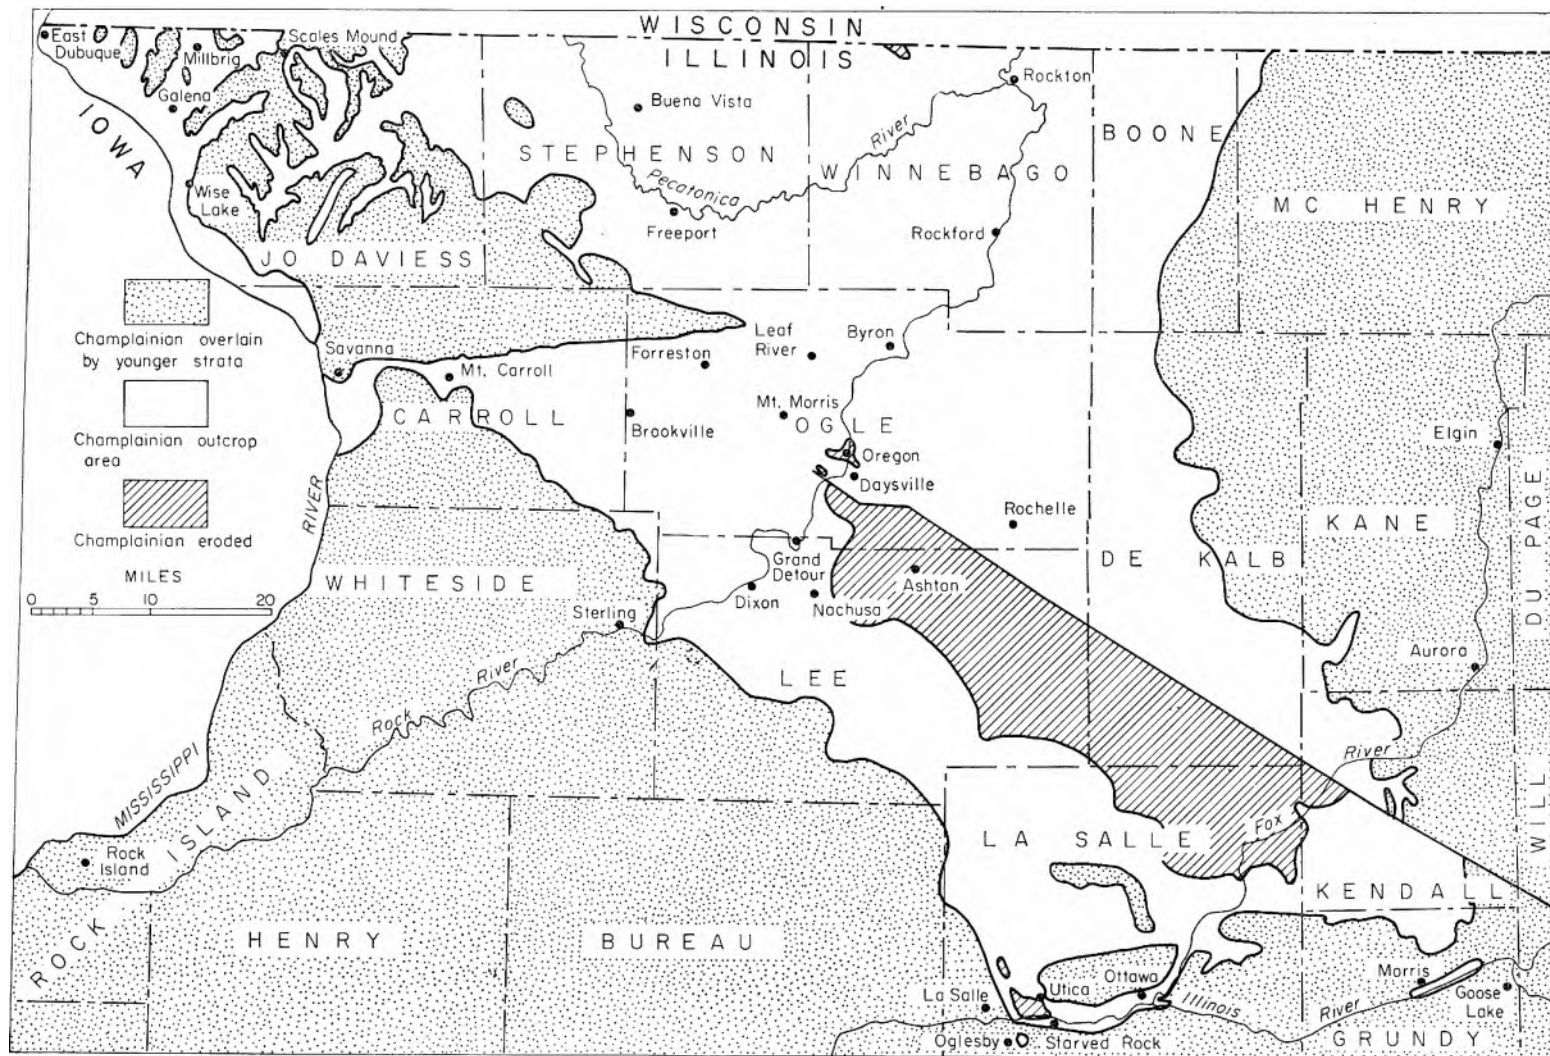 WISCONSIN
ILLINOIS
East
Dubuque
Millbrig
Scales Mound
Galena
IOWA
Buena Vista
Rockton
River
BOONE
STEPHENSON
WINNEBAGO
Pecatonica
Wise
Lake
Freeport
Rockford
MC HENRY
JO DAVIESS
Champlainian overlain
by younger strata
Savanna
Mt. Carroll
Forreston
Leaf
River
Byron
CARROLL
Brookville
Mt. Morris
OGLE
Elgin
Champlainian outcrop
area
Oregon
Daysville
RIVER
Rochelle
KANE
DU PAGE
Champlainian eroded
MILES
0 5 10 20
WHITESIDE
Grand
Detour
Ashton
DE KALB
Dixon
Nachusa
Sterling
Aurora
LEE
Rock River
River
MISSISSIPPI
ROCK ISLAND
Rock
Island
LA SALLE
Fox
WILL
KENDALL
HENRY
BUREAU
La Salle
Utica
Ottawa
Morris
Goose
Lake
Illinois
River
Oglesby
Starved Rock
GRUNDY